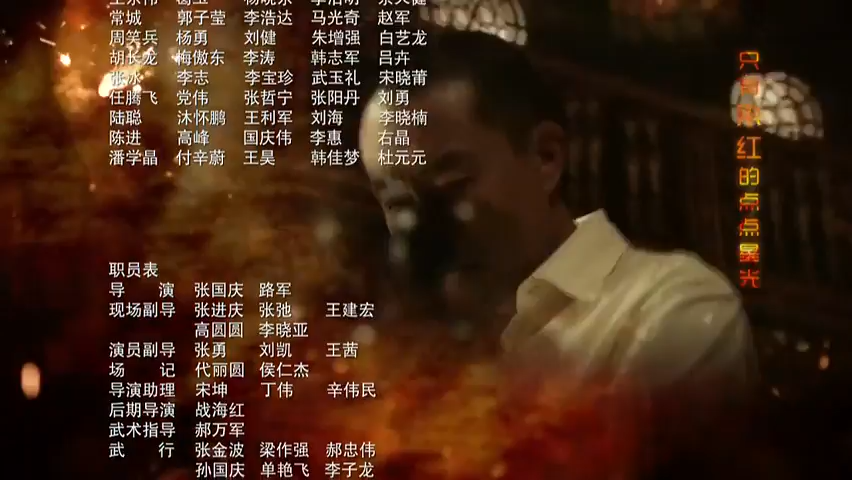 常城 郭子莹 李浩达 马光奇 赵军
周笑兵 杨勇 刘健 朱增强 白艺龙
胡长龙 梅傲东 李涛 韩志军 吕卉
张冰 李志 李宝珍 武玉礼 宋晓莆
任腾飞 党伟 张哲宁 张阳丹 刘勇
陆聪 沐怀鹏 王利军 刘海 李晓楠
陈进 高峰 国庆伟 李惠 右晶
潘学晶 付辛蔚 王昊 韩佳梦 杜元元
职员表
导 演 张国庆 路军
现场副导 张进庆 张弛 王建宏
高圆圆 李晓亚
演员副导 张勇 刘凯 王茜
场 记 代丽圆 侯仁杰
导演助理 宋坤 丁伟 辛伟民
后期导演 战海红
武术指导 郝万军
武 行 张金波 梁作强 郝忠伟
孙国庆 单艳飞 李子龙
只有 红的点点星光